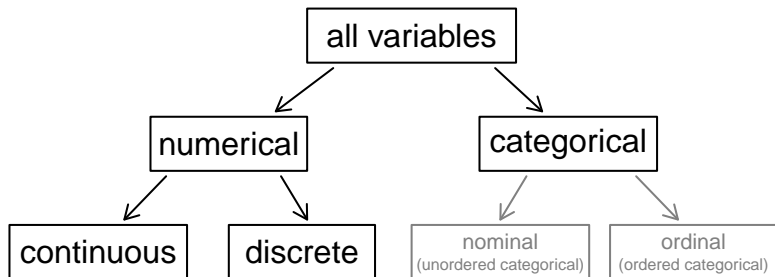 all variables
numerical
categorical
continuous
discrete
nominal
(unordered categorical)
ordinal
(ordered categorical)